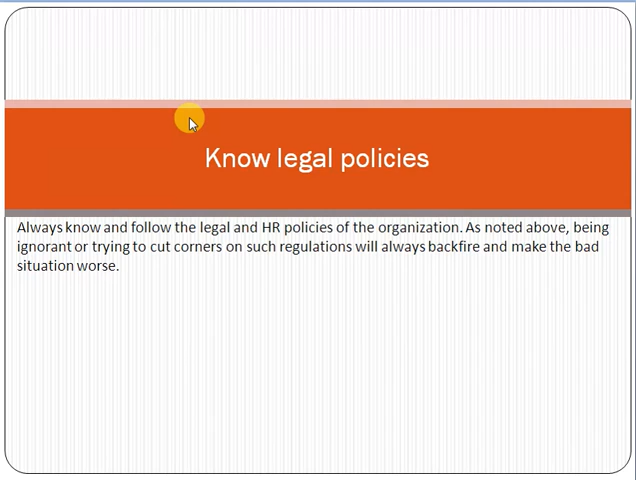 Know legal policies
Always know and follow the legal and HR policies of the organization. As noted above, being
ignorant or trying to cut corners on such regulations will always backfire and make the bad
situation worse.